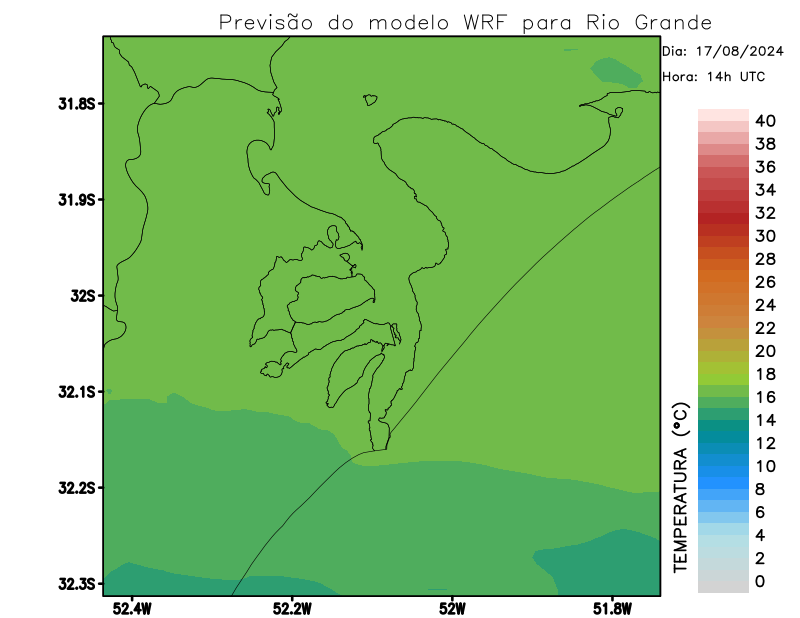 Previsão do modelo WRF para Rio Grande
Dia: 17/08/2024
Hora: 14h UTC
31.8S
31.9S
32S
32.1S
32.2S
32.3S
52.4W
52.2W
52W
51.8W
TEMPERATURA (°C)
40
38
36
34
32
30
28
26
24
22
20
18
16
14
12
10
8
6
4
2
0